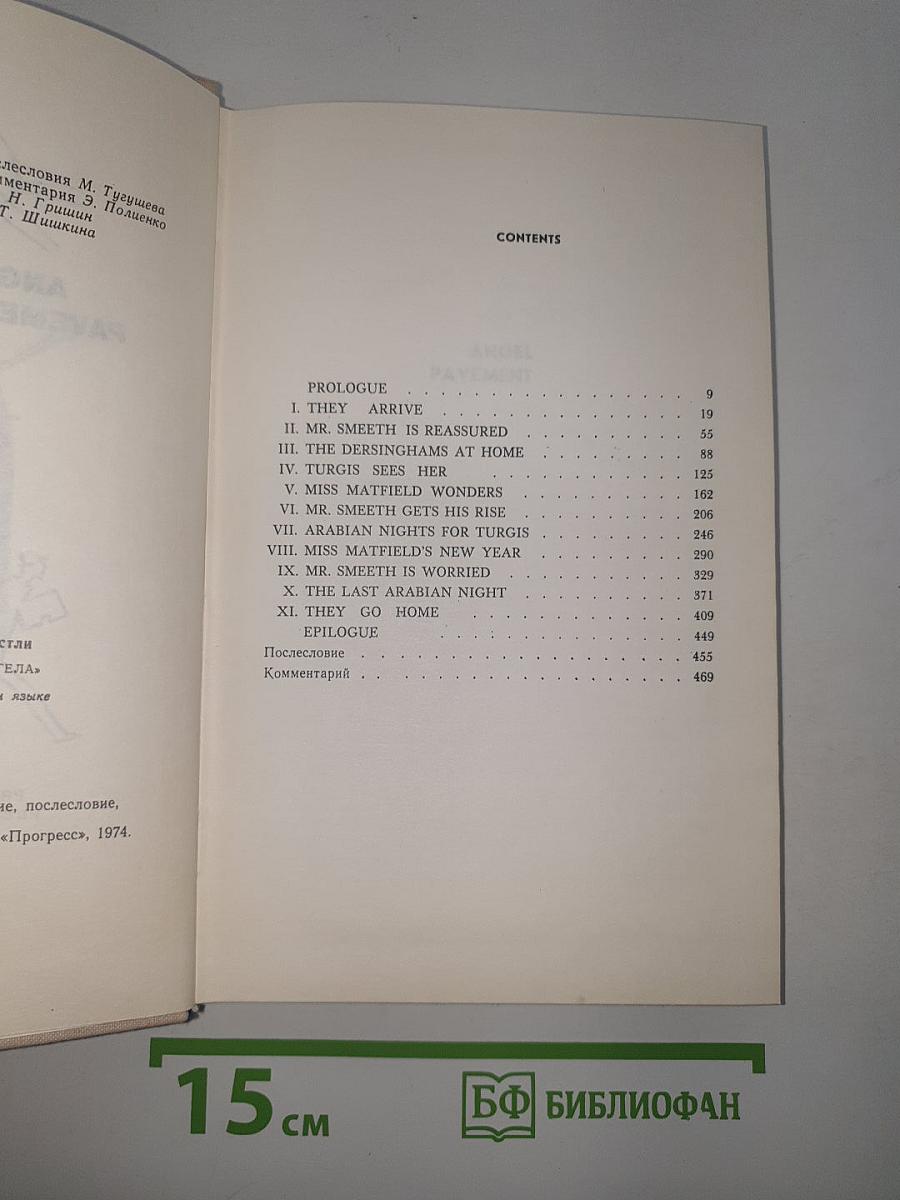 слесловия М. Тугушева
мментария Э. Полиенко
Н. Гришин
Т. Шишкина
стли
ГЕЛА»
языке
ие, послесловие,
«Прогресс», 1974.
CONTENTS
ANGEL
PAVEMENT
PROLOGUE . . . . . . . . . . . . . . . . 9
I. THEY ARRIVE . . . . . . . . . . . . . . 19
II. MR. SMEETH IS REASSURED . . . . . . . . . . 55
III. THE DERSINGHAMS AT HOME . . . . . . . . . 88
IV. TURGIS SEES HER . . . . . . . . . . . . 125
V. MISS MATFIELD WONDERS . . . . . . . . . . 162
VI. MR. SMEETH GETS HIS RISE . . . . . . . . . . 206
VII. ARABIAN NIGHTS FOR TURGIS . . . . . . . . . 246
VIII. MISS MATFIELD'S NEW YEAR . . . . . . . . . 290
IX. MR. SMEETH IS WORRIED . . . . . . . . . . . 329
X. THE LAST ARABIAN NIGHT . . . . . . . . . . 371
XI. THEY GO HOME . . . . . . . . . . . . . 409
EPILOGUE . . . . . . . . . . . . . . 449
Послесловие . . . . . . . . . . . . . . . . . . 455
Комментарий . . . . . . . . . . . . . . . . . . 469
15 см
БФ БИБЛИОФАН